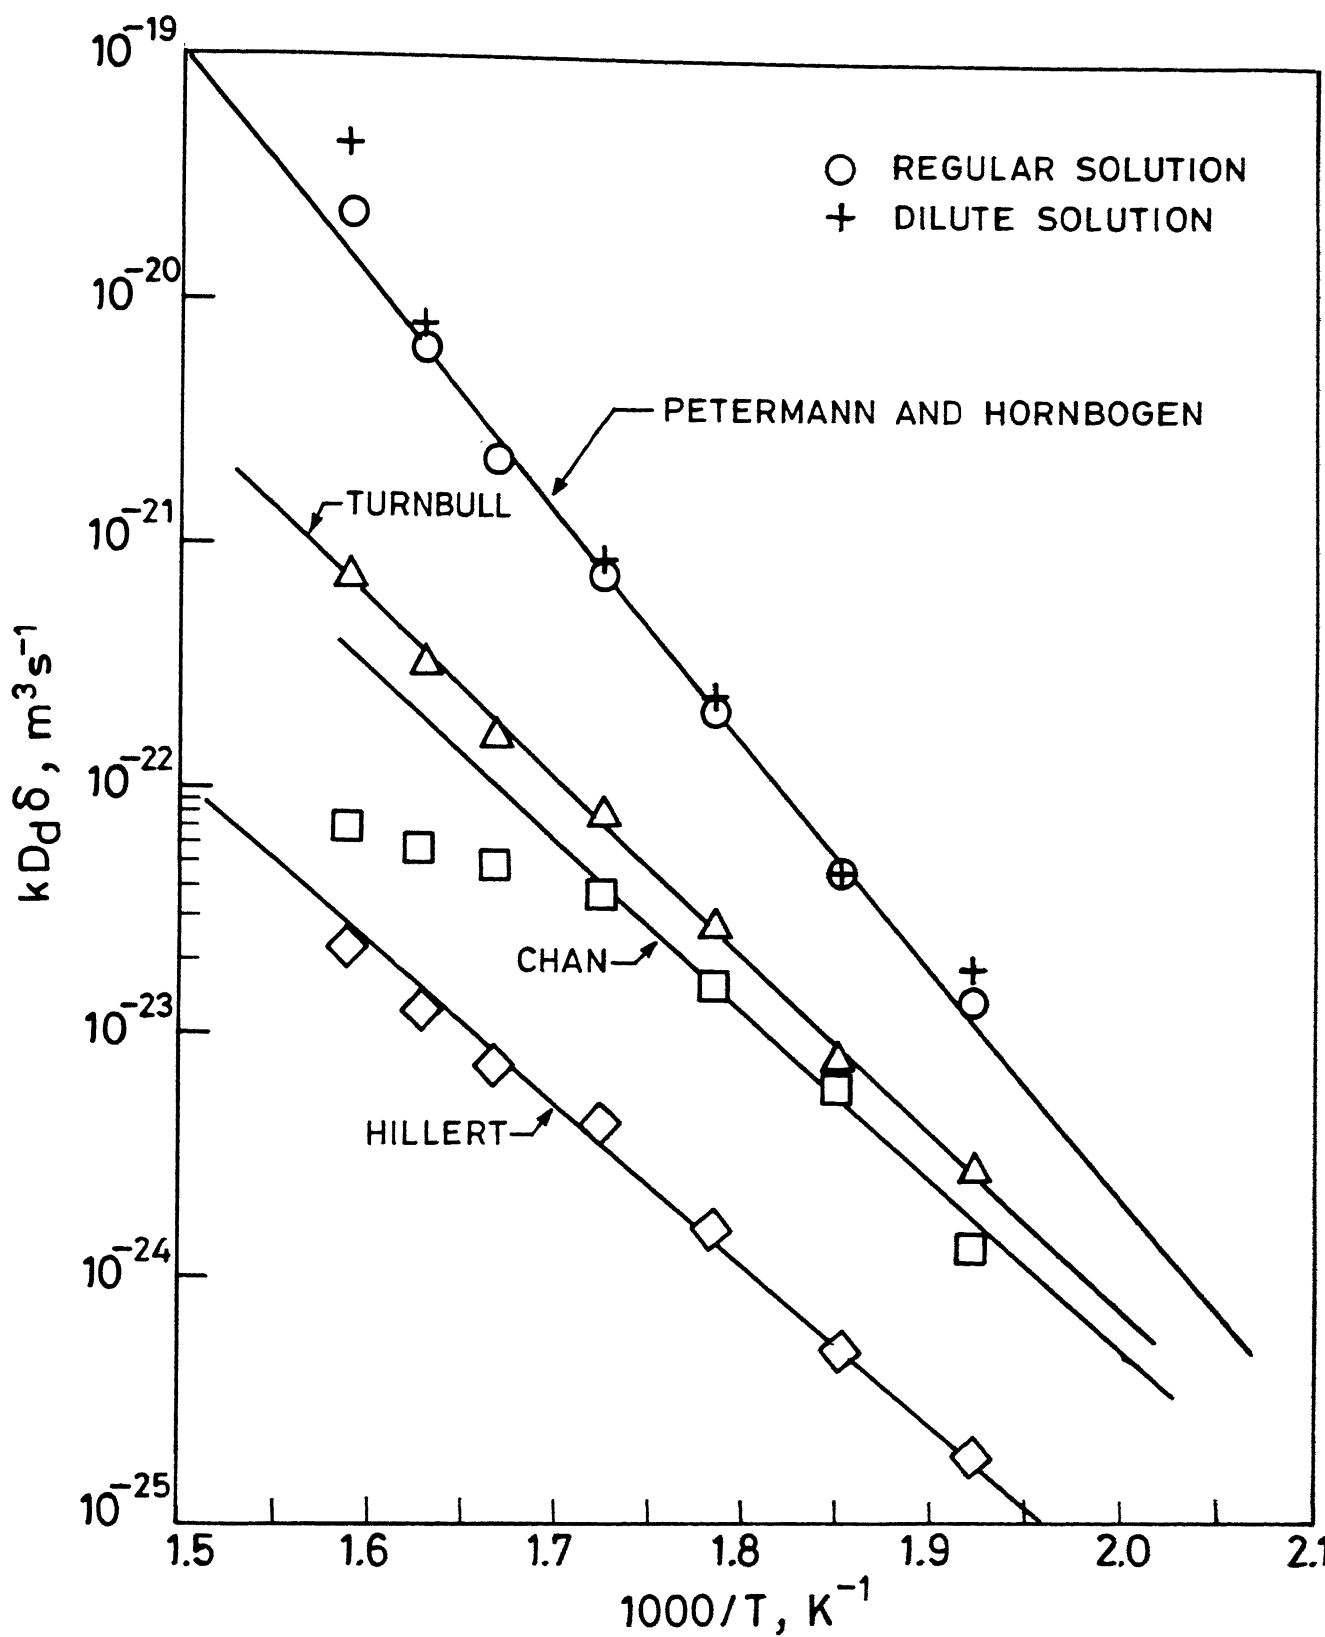 10⁻¹⁹
○ REGULAR SOLUTION
+ DILUTE SOLUTION
10⁻²⁰
PETERMANN AND HORNBOGEN
TURNBULL
10⁻²¹
kD_dδ, m³s⁻¹
10⁻²²
CHAN
10⁻²³
HILLERT
10⁻²⁴
10⁻²⁵
1.5 1.6 1.7 1.8 1.9 2.0 2.1
1000/T, K⁻¹